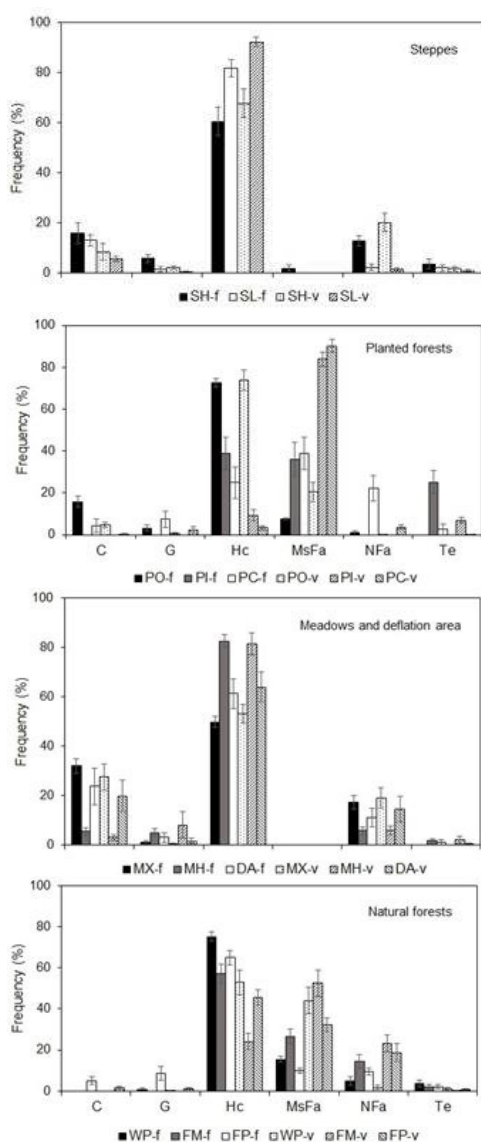 100
Steppes
80
60
40
20
0
Frequency (%)
SH-f SL-f SH-v SL-v
100
Planted forests
80
60
40
20
0
Frequency (%)
C G Hc MsFa NFa Te
PO-f PI-f PC-f PO-v PI-v PC-v
100
Meadows and deflation area
80
60
40
20
0
Frequency (%)
MX-f MH-f DA-f MX-v MH-v DA-v
100
Natural forests
80
60
40
20
0
Frequency (%)
C G Hc MsFa NFa Te
WP-f FM-f FP-f WP-v FM-v FP-v